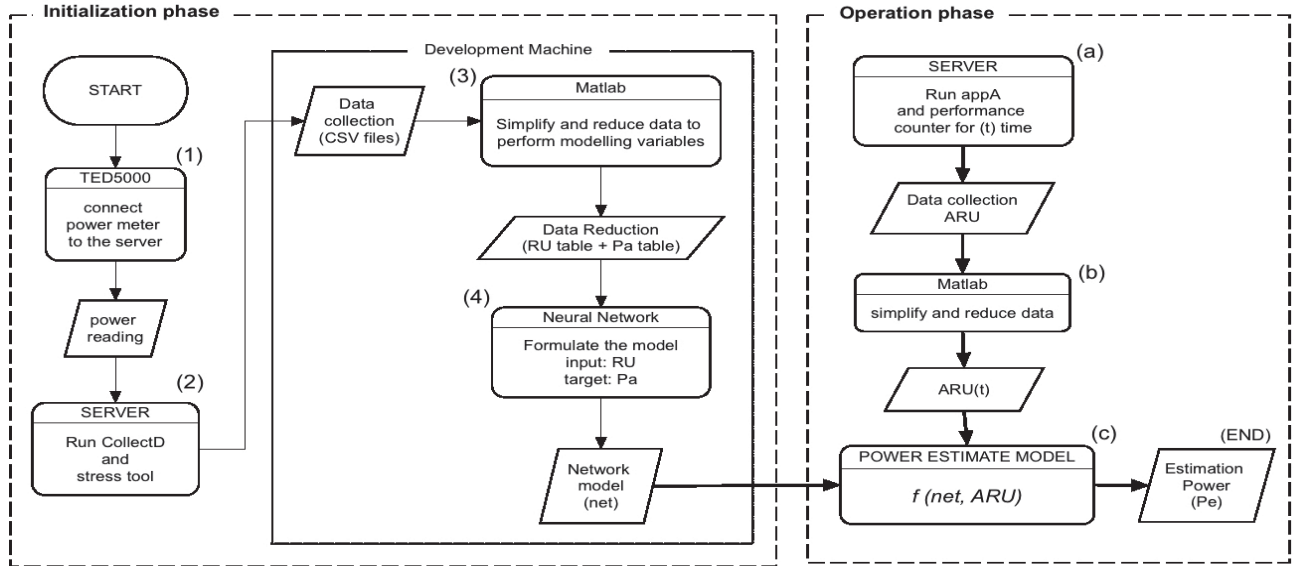 Initialization phase
START
(1)
TED5000
connect
power meter
to the server
power
reading
(2)
SERVER
Run CollectD
and
stress tool
Development Machine
Data
collection
(CSV files)
(3)
Matlab
Simplify and reduce data to
perform modelling variables
Data Reduction
(RU table + Pa table)
(4)
Neural Network
Formulate the model
input: RU
target: Pa
Network
model
(net)
Operation phase
(a)
SERVER
Run appA
and performance
counter for (t) time
Data collection
ARU
(b)
Matlab
simplify and reduce data
ARU(t)
(c)
POWER ESTIMATE MODEL
f (net, ARU)
(END)
Estimation
Power
(Pe)